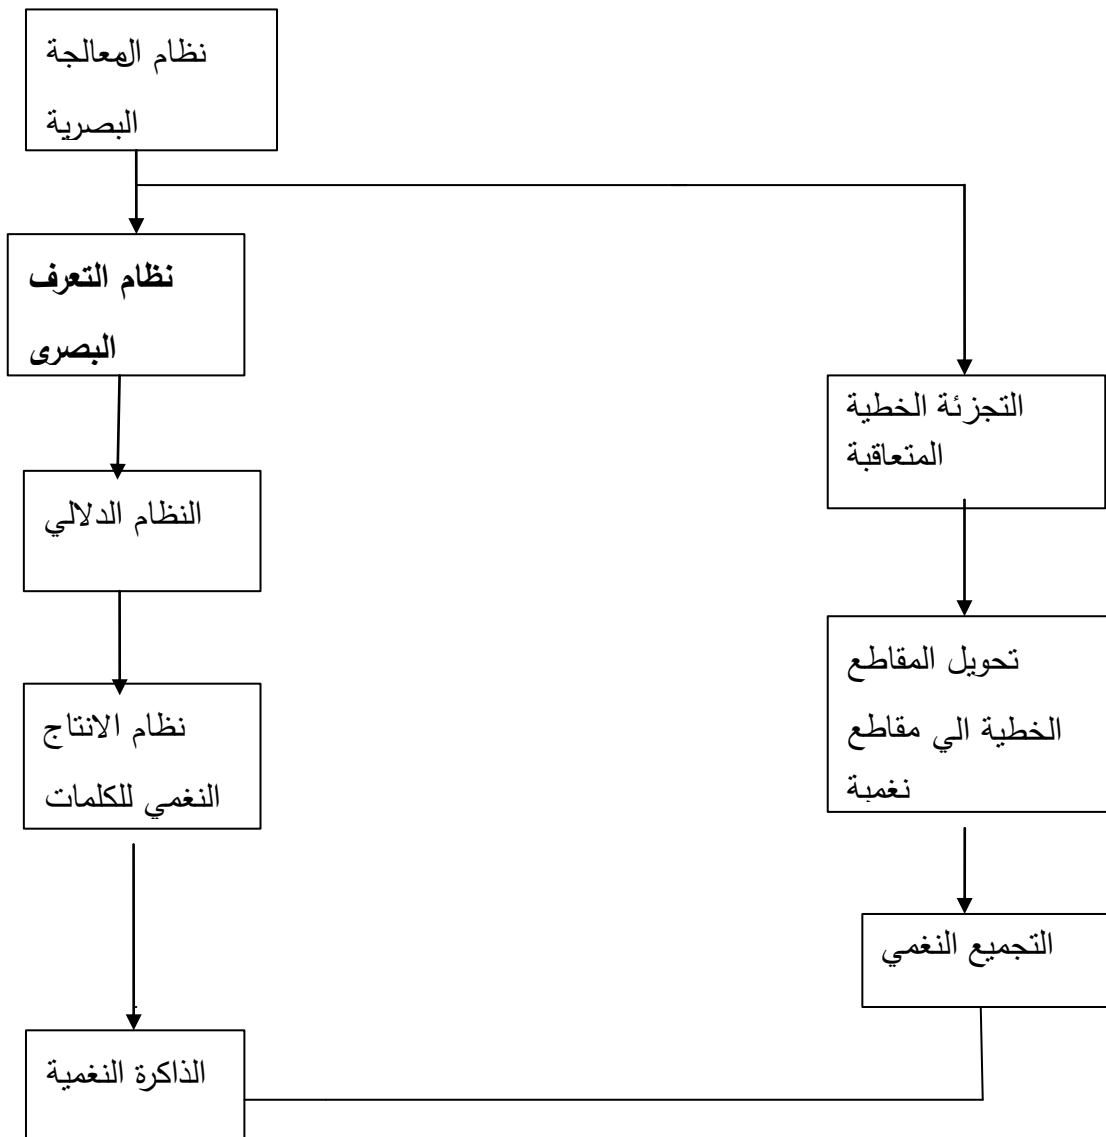 نظام المعالجة
البصرية
نظام التعرف
البصرى
التجزئة الخطية
المتعاقبة
النظام الدلالي
تحويل المقاطع
الخطية الي مقاطع
نغمية
نظام الانتاج
النغمي للكلمات
التجميع النغمي
الذاكرة النغمية